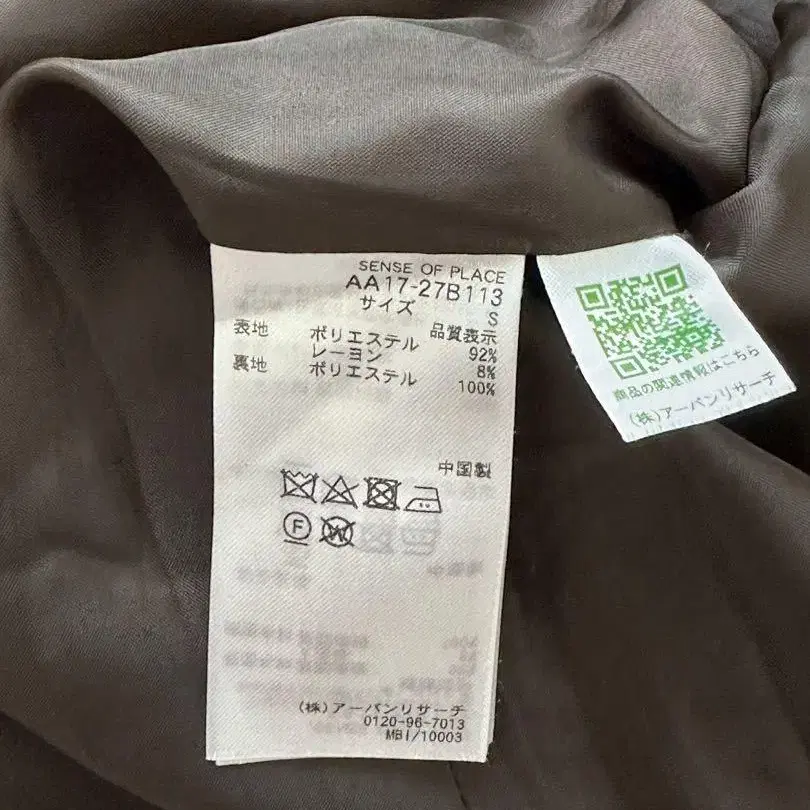 SENSE OF PLACE
AA17-27B113
サイズ S
品質表示
表地 ポリエステル 92%
レーヨン 8%
裏地 ポリエステル 100%
中国製
F
W
(株)アーバンリサーチ
0120-96-7013
MBI/10003
商品の関連情報はこちら
(株)アーバンリサーチ